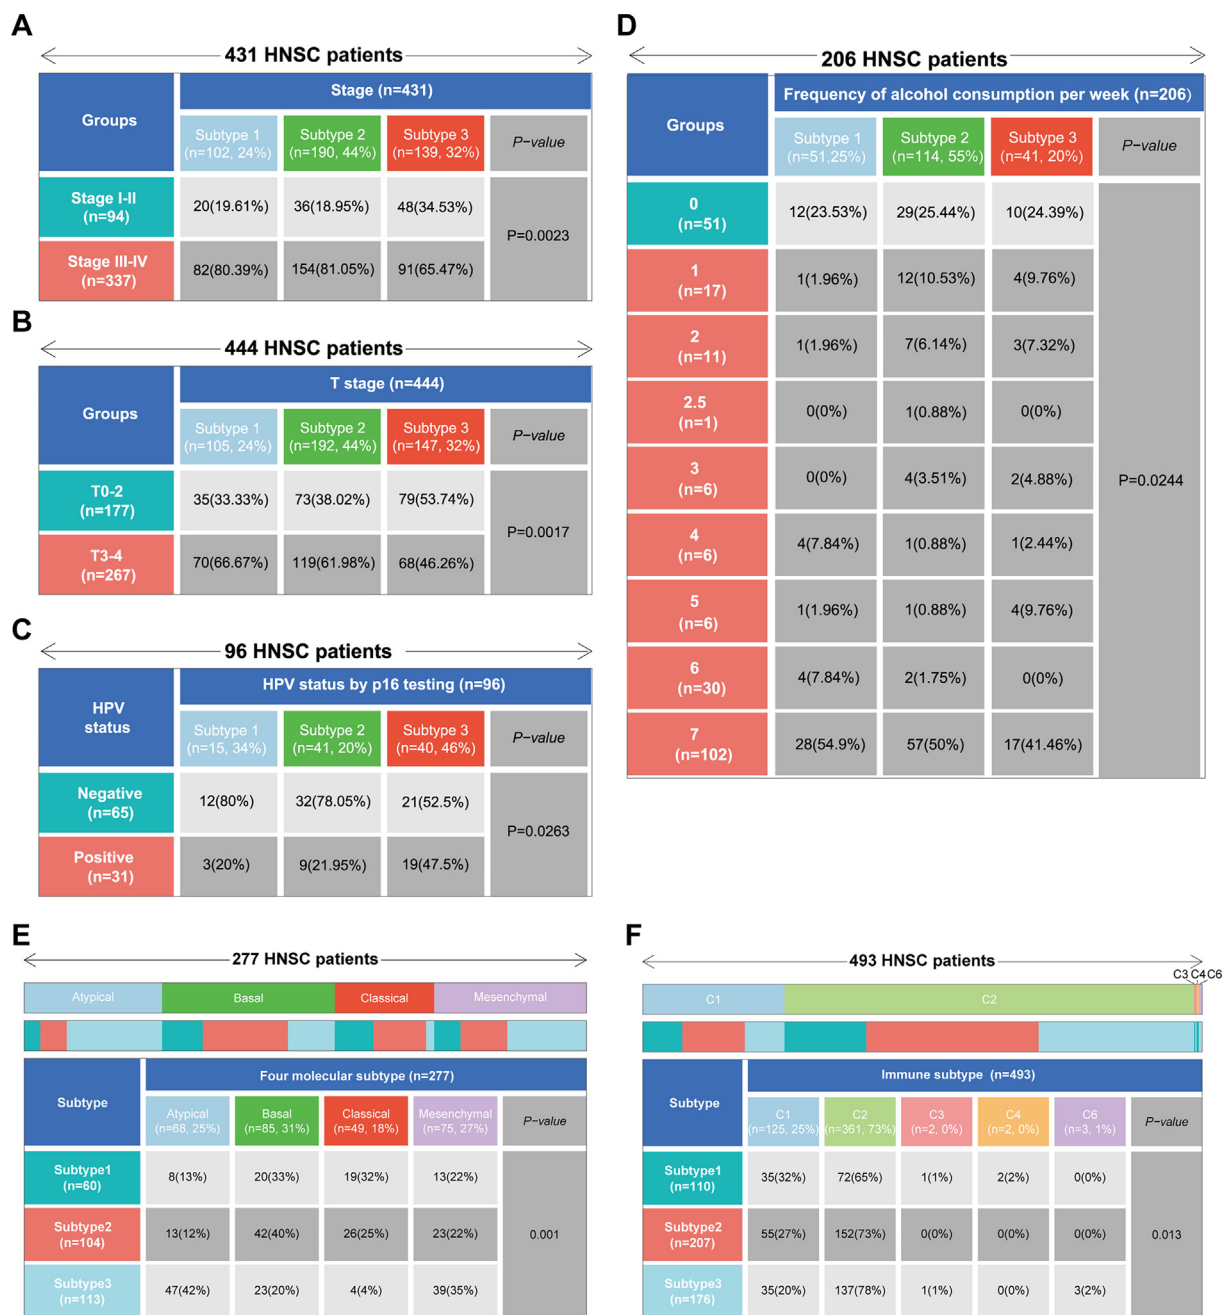 A
431 HNSC patients
Groups
Stage (n=431)
Subtype 1
(n=102, 24%)
Subtype 2
(n=190, 44%)
Subtype 3
(n=139, 32%)
P-value
Stage I-II
(n=94)
20(19.61%) 36(18.95%) 48(34.53%)
P=0.0023
Stage III-IV
(n=337)
82(80.39%) 154(81.05%) 91(65.47%)
B
444 HNSC patients
Groups
T stage (n=444)
Subtype 1
(n=105, 24%)
Subtype 2
(n=192, 44%)
Subtype 3
(n=147, 32%)
P-value
T0-2
(n=177)
35(33.33%) 73(38.02%) 79(53.74%)
P=0.0017
T3-4
(n=267)
70(66.67%) 119(61.98%) 68(46.26%)
C
96 HNSC patients
HPV
status
HPV status by p16 testing (n=96)
Subtype 1
(n=15, 34%)
Subtype 2
(n=41, 20%)
Subtype 3
(n=40, 46%)
P-value
Negative
(n=65)
12(80%) 32(78.05%) 21(52.5%)
P=0.0263
Positive
(n=31)
3(20%) 9(21.95%) 19(47.5%)
D
206 HNSC patients
Groups
Frequency of alcohol consumption per week (n=206)
Subtype 1
(n=51,25%)
Subtype 2
(n=114, 55%)
Subtype 3
(n=41, 20%)
P-value
0
(n=51)
12(23.53%) 29(25.44%) 10(24.39%)
1
(n=17)
1(1.96%) 12(10.53%) 4(9.76%)
2
(n=11)
1(1.96%) 7(6.14%) 3(7.32%)
2.5
(n=1)
0(0%) 1(0.88%) 0(0%)
3
(n=6)
0(0%) 4(3.51%) 2(4.88%)
P=0.0244
4
(n=6)
4(7.84%) 1(0.88%) 1(2.44%)
5
(n=6)
1(1.96%) 1(0.88%) 4(9.76%)
6
(n=30)
4(7.84%) 2(1.75%) 0(0%)
7
(n=102)
28(54.9%) 57(50%) 17(41.46%)
E
277 HNSC patients
Atypical Basal Classical Mesenchymal
Subtype
Four molecular subtype (n=277)
Atypical
(n=68, 25%)
Basal
(n=85, 31%)
Classical
(n=49, 18%)
Mesenchymal
(n=75, 27%)
P-value
Subtype1
(n=60)
8(13%) 20(33%) 19(32%) 13(22%)
Subtype2
(n=104)
13(12%) 42(40%) 26(25%) 23(22%)
0.001
Subtype3
(n=113)
47(42%) 23(20%) 4(4%) 39(35%)
F
493 HNSC patients
C3 C4 C6
C1 C2
Subtype
Immune subtype (n=493)
C1
(n=125, 25%)
C2
(n=361, 73%)
C3
(n=2, 0%)
C4
(n=2, 0%)
C6
(n=3, 1%)
P-value
Subtype1
(n=110)
35(32%) 72(65%) 1(1%) 2(2%) 0(0%)
Subtype2
(n=207)
55(27%) 152(73%) 0(0%) 0(0%) 0(0%)
0.013
Subtype3
(n=176)
35(20%) 137(78%) 1(1%) 0(0%) 3(2%)